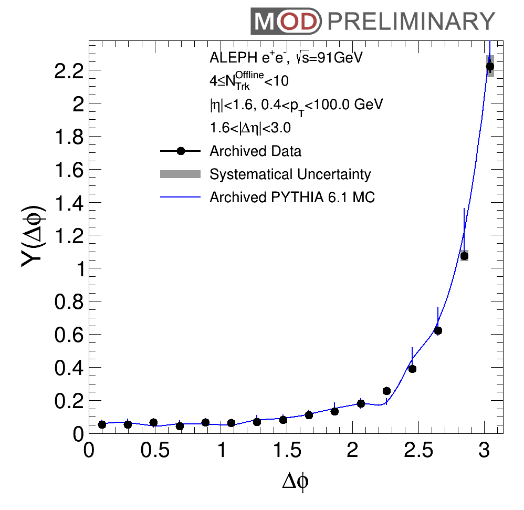 MOD PRELIMINARY
ALEPH e⁺e⁻, √s=91GeV
4≤N_Trk^Offline<10
|η|<1.6, 0.4<p_T<100.0 GeV
1.6<|Δη|<3.0
Archived Data
Systematical Uncertainty
Archived PYTHIA 6.1 MC
Y(Δϕ)
2.2
2
1.8
1.6
1.4
1.2
1
0.8
0.6
0.4
0.2
0
0 0.5 1 1.5 2 2.5 3
Δϕ